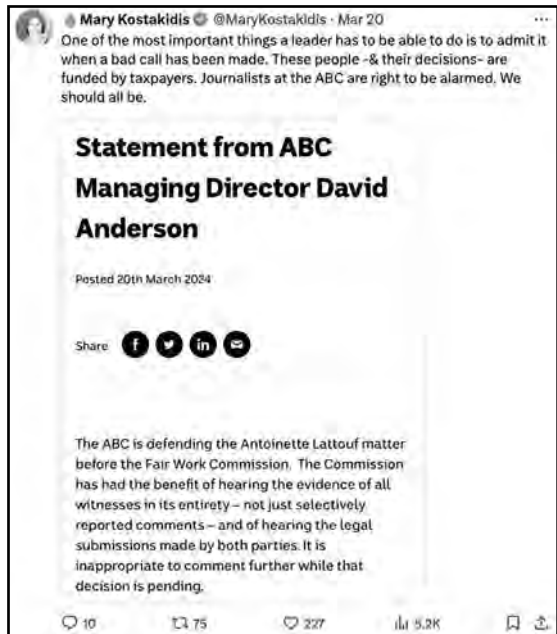 Mary Kostakidis @MaryKostakidis · Mar 20
One of the most important things a leader has to be able to do is to admit it
when a bad call has been made. These people -& their decisions- are
funded by taxpayers. Journalists at the ABC are right to be alarmed. We
should all be.
Statement from ABC
Managing Director David
Anderson
Posted 20th March 2024
Share
The ABC is defending the Antoinette Lattouf matter
before the Fair Work Commission. The Commission
has had the benefit of hearing the evidence of all
witnesses in its entirety – not just selectively
reported comments – and of hearing the legal
submissions made by both parties. It is
inappropriate to comment further while that
decision is pending.
10 75 227 5.2K